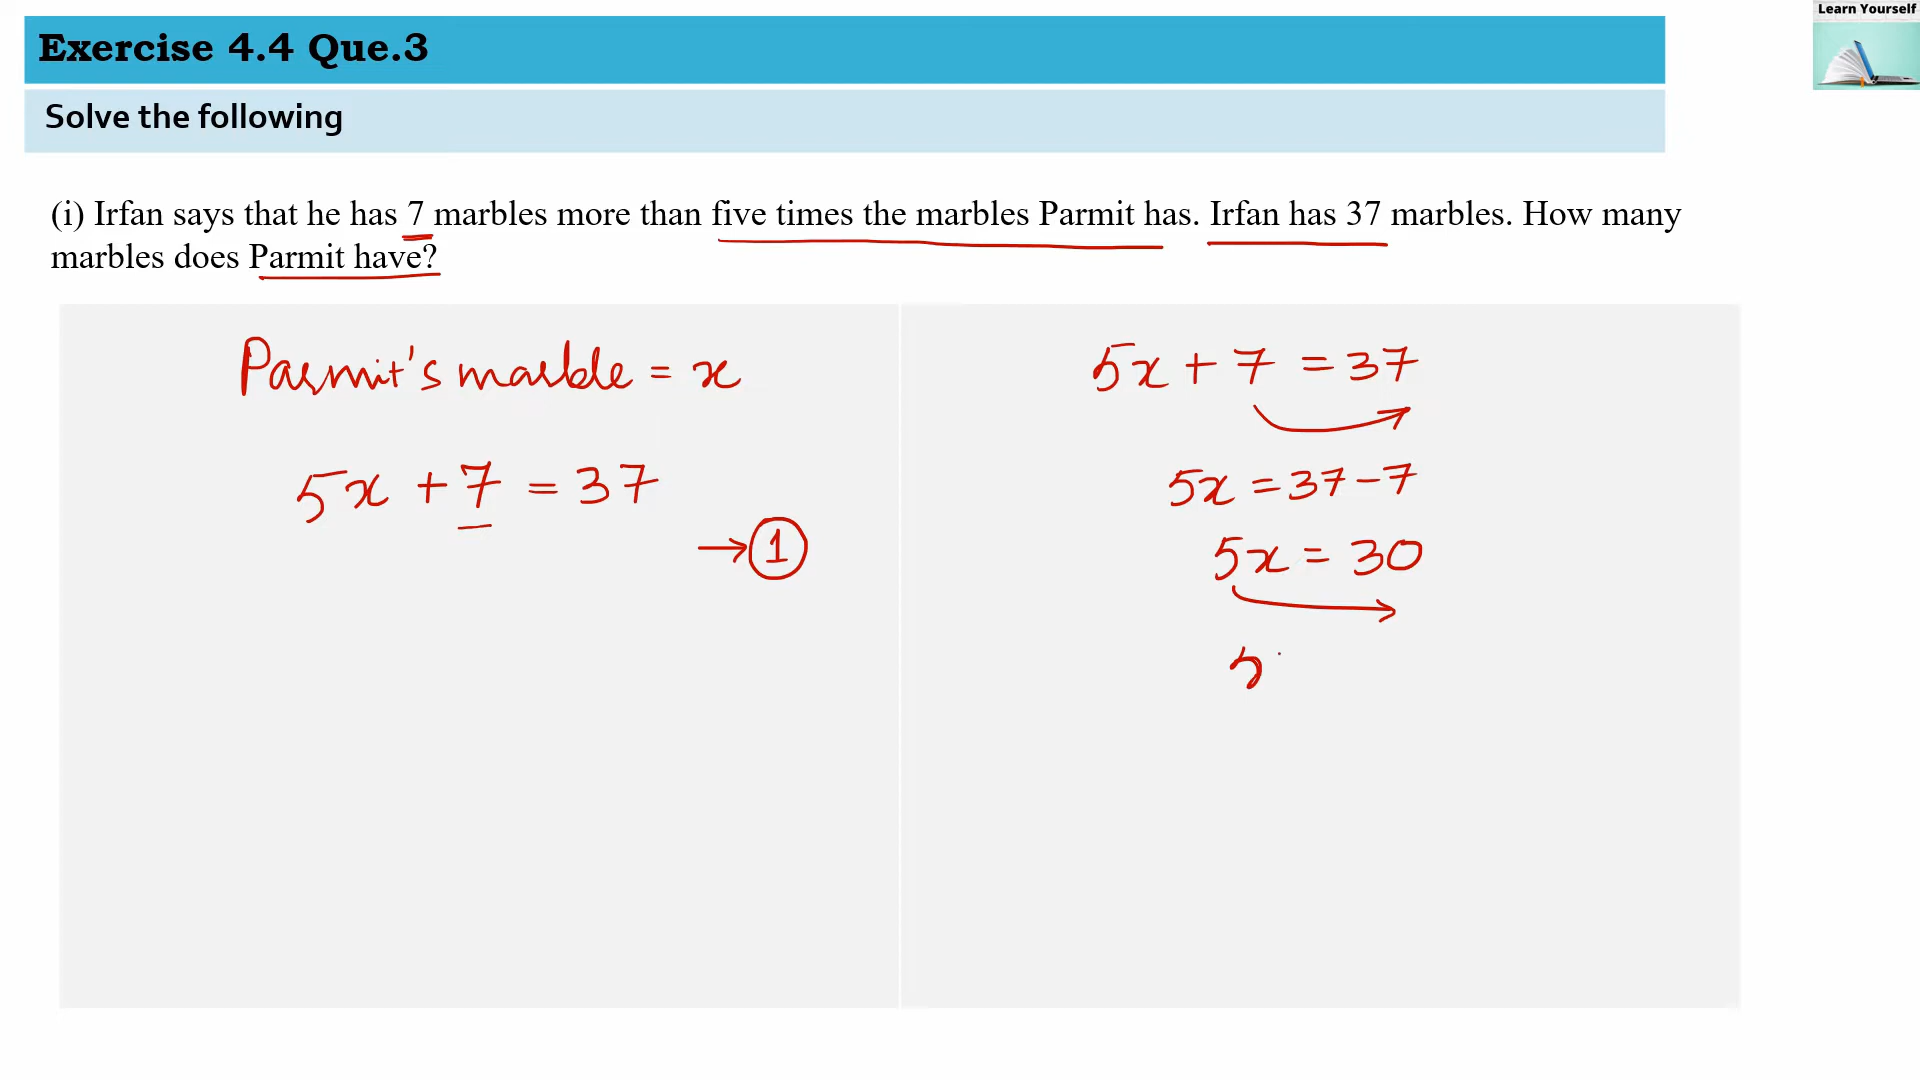 Learn Yourself
Exercise 4.4 Que.3
Solve the following
(i) Irfan says that he has 7 marbles more than five times the marbles Parmit has. Irfan has 37 marbles. How many
marbles does Parmit have?
Parmit's marble = x
5x + 7 = 37
→ 1
5x + 7 = 37
5x = 37 - 7
5x = 30